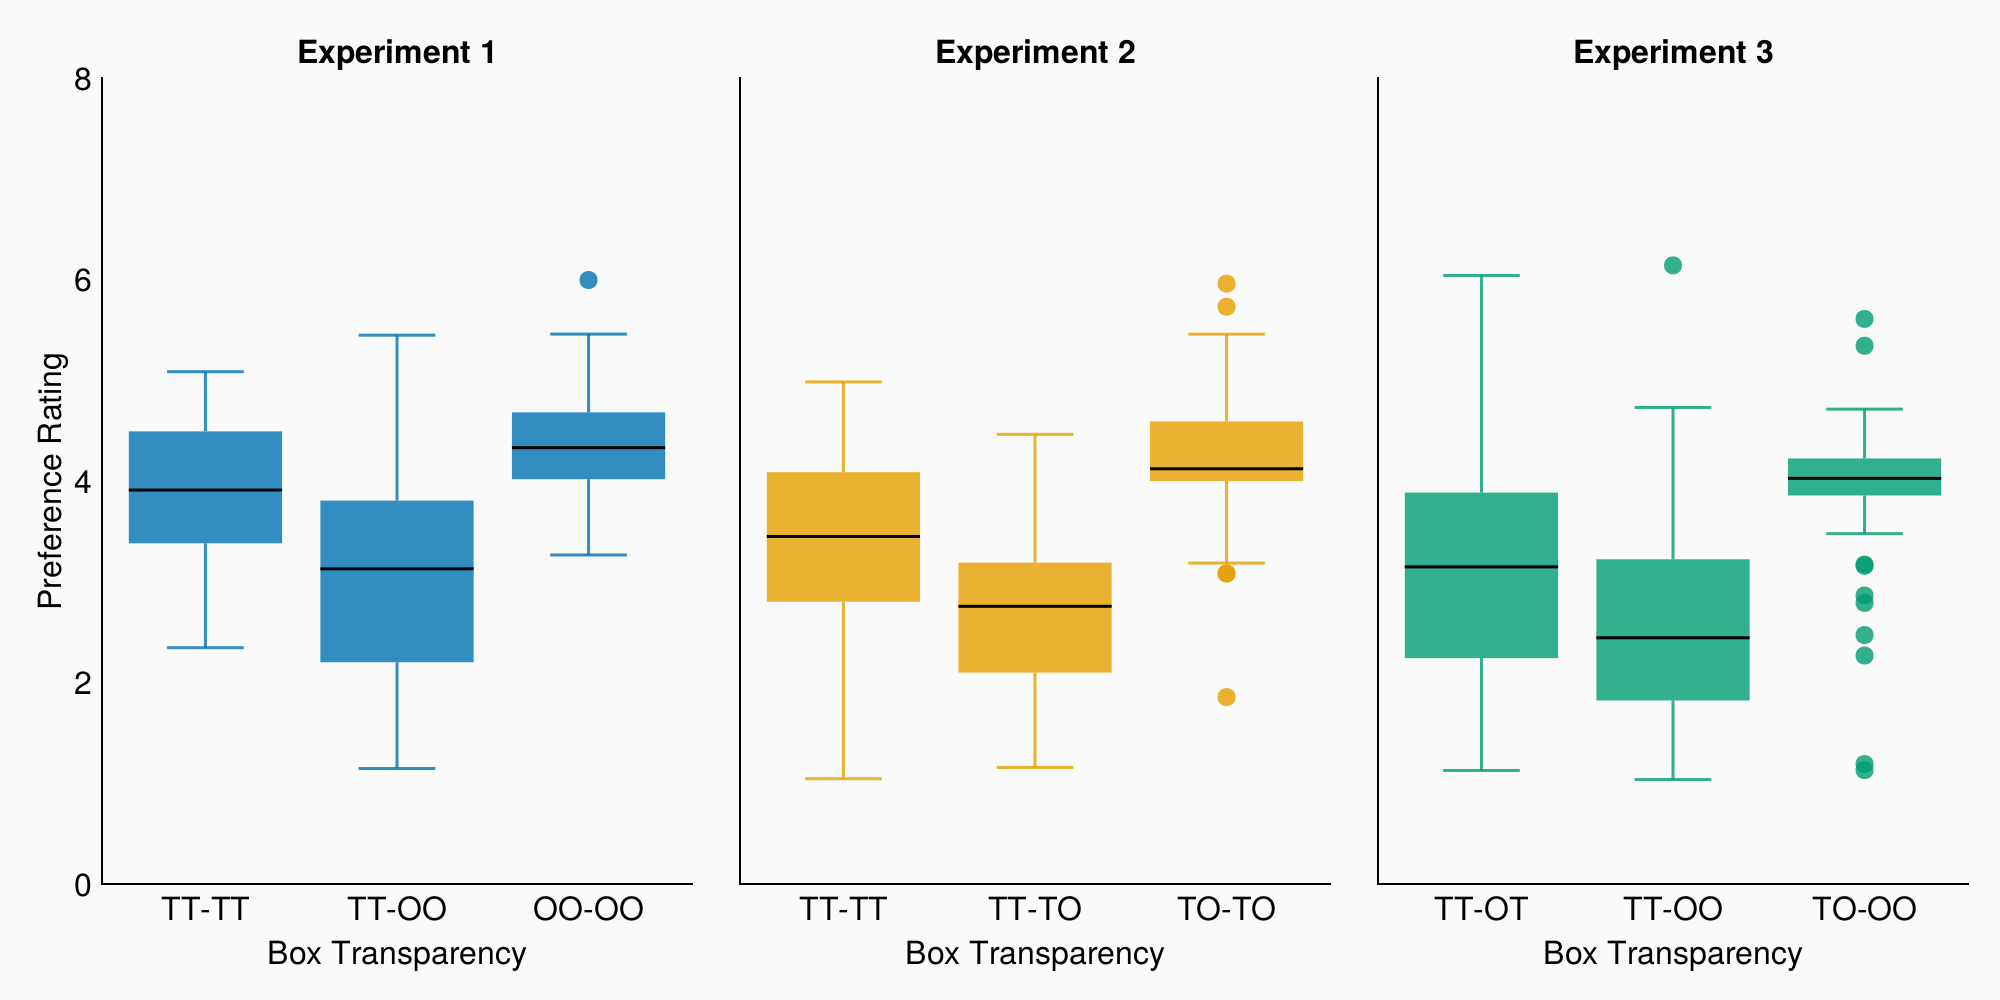 Experiment 1
Experiment 2
Experiment 3
Preference Rating
8
6
4
2
0
TT-TT
TT-OO
OO-OO
TT-TT
TT-TO
TO-TO
TT-OT
TT-OO
TO-OO
Box Transparency
Box Transparency
Box Transparency